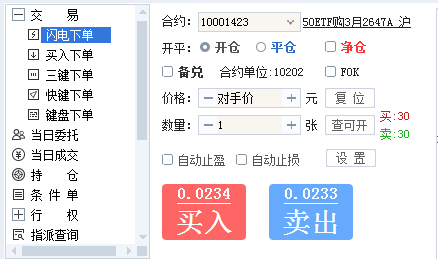 交 易
闪电下单
买入下单
三键下单
快键下单
键盘下单
当日委托
当日成交
持 仓
条 件 单
行 权
指派查询
合约: 10001423 50ETF购3月2647A 沪
开平: 开仓 平仓 净仓
备兑 合约单位:10202 FOK
价格: 对手价 元 复 位
数量: 1 张 查可开 买:30
卖:30
自动止盈 自动止损 设 置
0.0234 0.0233
买入 卖出